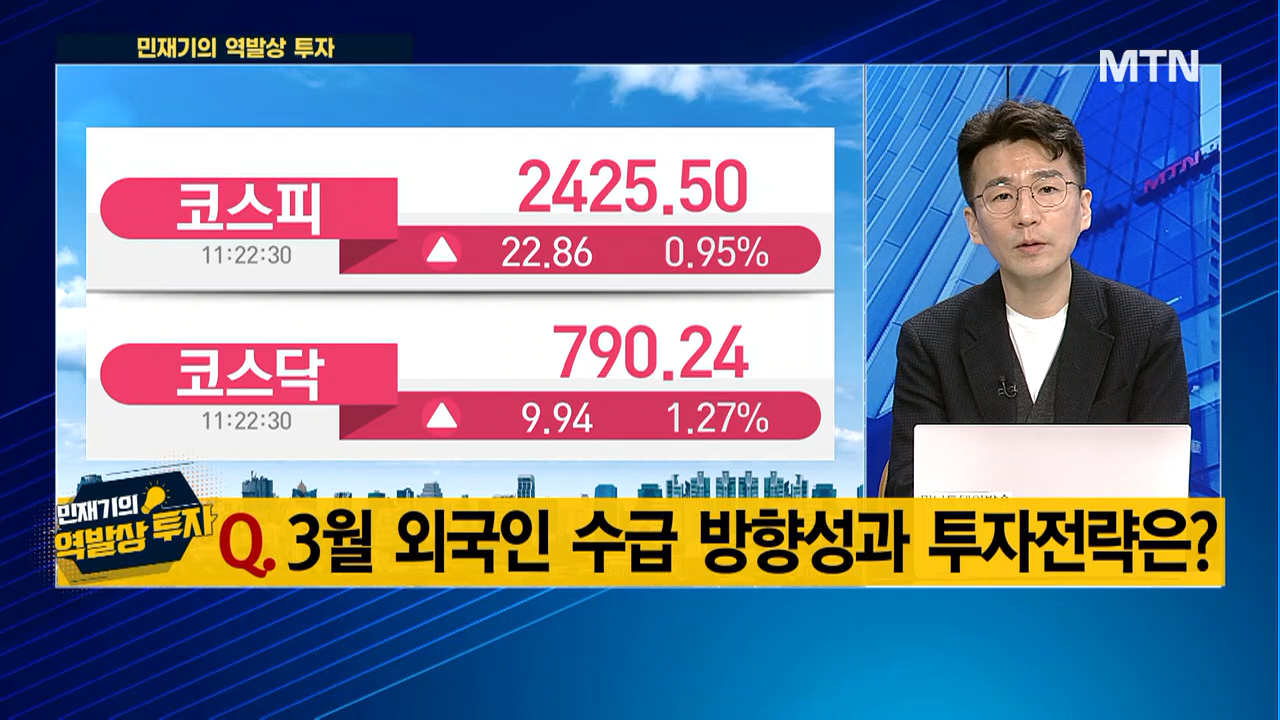 민재기의 역발상 투자
MTN
MTN
코스피
2425.50
11:22:30
▲ 22.86 0.95%
코스닥
790.24
11:22:30
▲ 9.94 1.27%
민재기의
역발상 투자
Q. 3월 외국인 수급 방향성과 투자전략은?